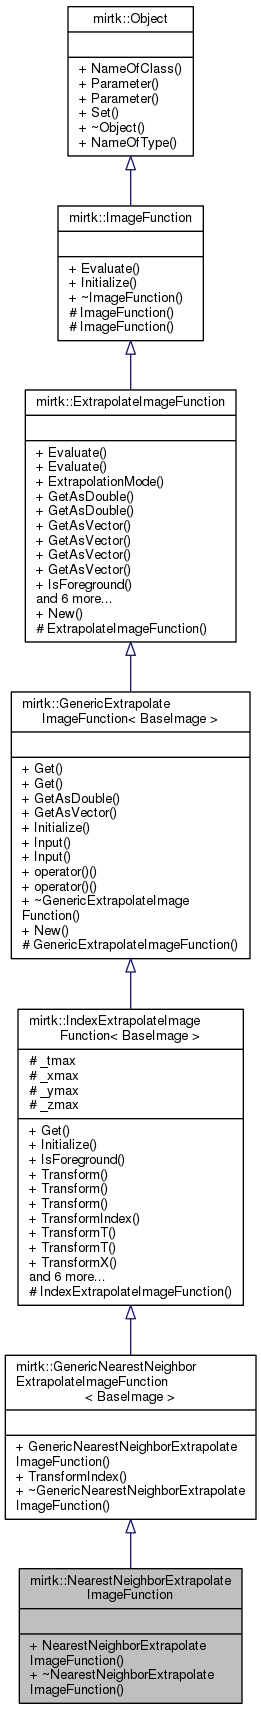 mirtk::Object
+ NameOfClass()
+ Parameter()
+ Parameter()
+ Set()
+ ~Object()
+ NameOfType()
mirtk::ImageFunction
+ Evaluate()
+ Initialize()
+ ~ImageFunction()
# ImageFunction()
# ImageFunction()
mirtk::ExtrapolateImageFunction
+ Evaluate()
+ Evaluate()
+ ExtrapolationMode()
+ GetAsDouble()
+ GetAsDouble()
+ GetAsVector()
+ GetAsVector()
+ GetAsVector()
+ GetAsVector()
+ IsForeground()
and 6 more...
+ New()
# ExtrapolateImageFunction()
mirtk::GenericExtrapolate
ImageFunction< BaseImage >
+ Get()
+ Get()
+ GetAsDouble()
+ GetAsVector()
+ Initialize()
+ Input()
+ Input()
+ operator()()
+ operator()()
+ ~GenericExtrapolateImage
Function()
+ New()
# GenericExtrapolateImageFunction()
mirtk::IndexExtrapolateImage
Function< BaseImage >
# _tmax
# _xmax
# _ymax
# _zmax
+ Get()
+ Initialize()
+ IsForeground()
+ Transform()
+ Transform()
+ Transform()
+ TransformIndex()
+ TransformT()
+ TransformT()
+ TransformX()
and 6 more...
# IndexExtrapolateImageFunction()
mirtk::GenericNearestNeighbor
ExtrapolateImageFunction
< BaseImage >
+ GenericNearestNeighborExtrapolate
ImageFunction()
+ TransformIndex()
+ ~GenericNearestNeighborExtrapolate
ImageFunction()
mirtk::NearestNeighborExtrapolate
ImageFunction
+ NearestNeighborExtrapolate
ImageFunction()
+ ~NearestNeighborExtrapolate
ImageFunction()